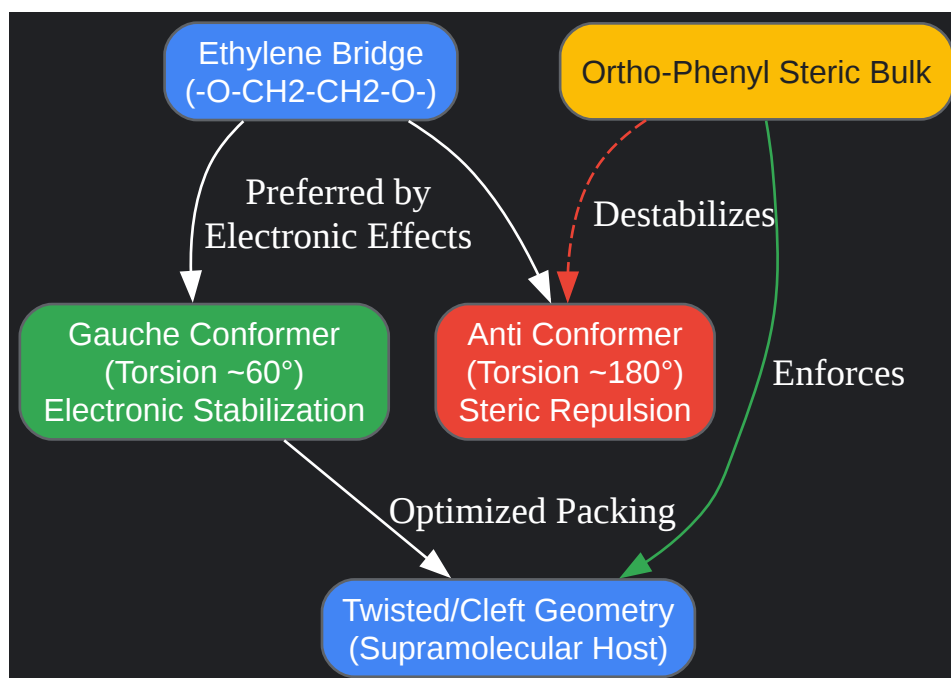 Ethylene Bridge
(-O-CH2-CH2-O-)
Ortho-Phenyl Steric Bulk
Preferred by
Electronic Effects
Destabilizes
Gauche Conformer
(Torsion ~60°)
Electronic Stabilization
Anti Conformer
(Torsion ~180°)
Steric Repulsion
Enforces
Optimized Packing
Twisted/Cleft Geometry
(Supramolecular Host)